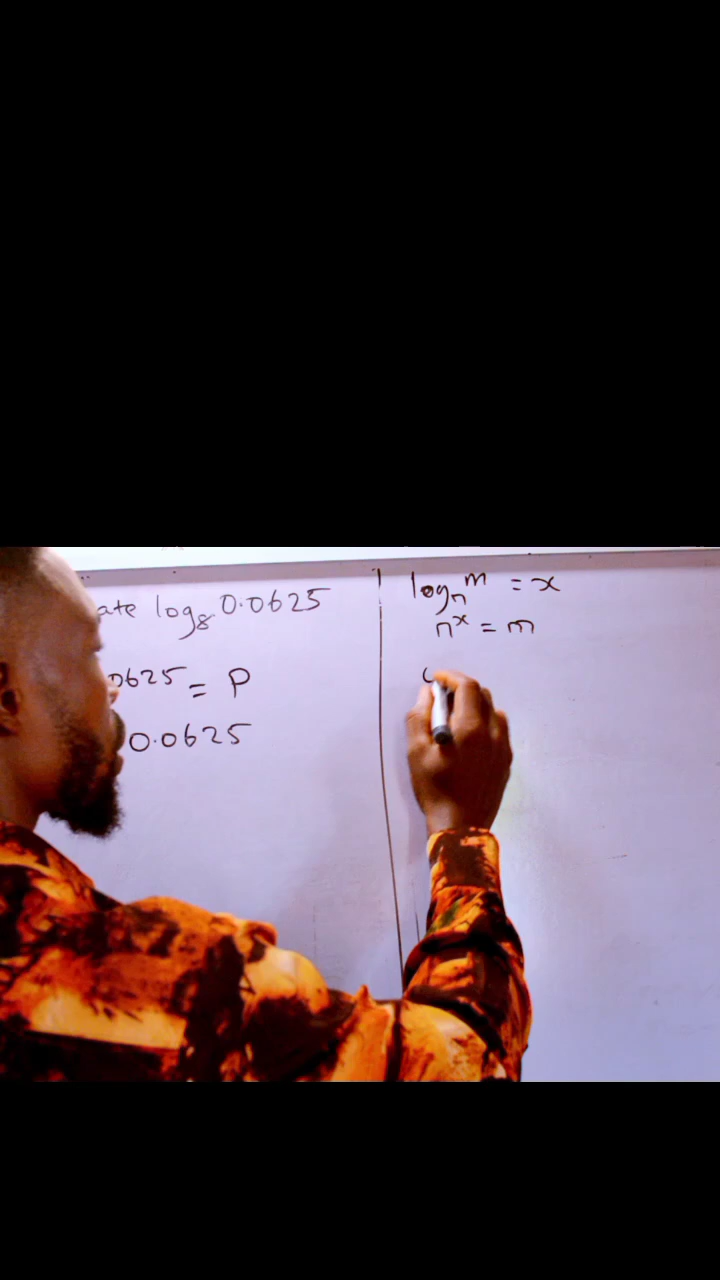 ate log₈ 0.0625
0625 = P
0.0625
logₙ m = x
nˣ = m